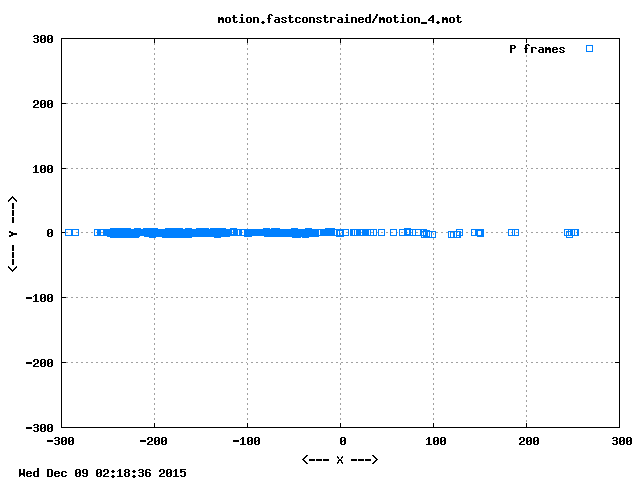 motion.fastconstrained/motion_4.mot
P frames
300
200
100
0
-100
-200
-300
<--- Y --->
-300 -200 -100 0 100 200 300
<--- X --->
Wed Dec 09 02:18:36 2015